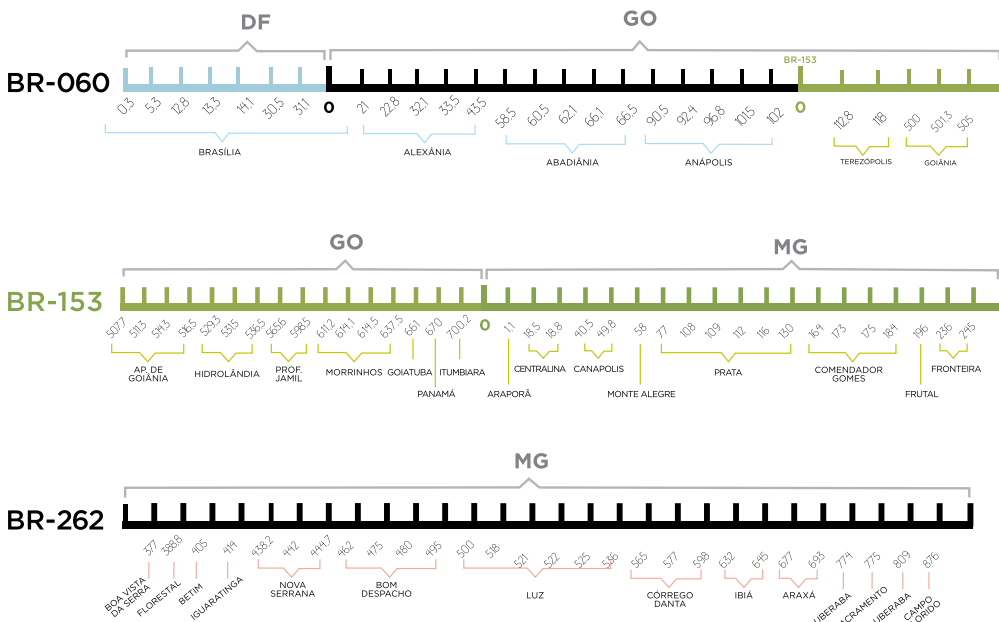 DF
GO
BR-060
BR-153
0.3 5.3 12.8 13.3 14.1 30.5 31.1 0 21 22.8 32.1 33.5 43.5 58.5 60.5 62.1 66.1 66.5 90.5 92.4 96.8 101.5 102 0 112.8 118 500 501.3 505
BRASÍLIA
ALEXÂNIA
ABADIÂNIA
ANÁPOLIS
TEREZÓPOLIS
GOIÂNIA
GO
MG
BR-153
507.7 511.3 514.3 516.5 529.3 531.5 536.5 565.6 598.5 611.2 614.1 614.5 637.5 661 670 700.2 0 1.1 18.5 18.8 40.5 49.8 58 77 108 109 112 116 130 164 173 175 184 196 236 245
AP. DE
GOIÂNIA
HIDROLÂNDIA
PROF.
JAMIL
MORRINHOS
GOIATUBA
PANAMÁ
ITUMBIARA
ARAPORÃ
CENTRALINA
CANAPOLIS
MONTE ALEGRE
PRATA
COMENDADOR
GOMES
FRUTAL
FRONTEIRA
MG
BR-262
377 388.8 405 414 438.2 442 444.7 462 475 480 495 500 518 521 522 525 536 565 577 598 632 645 677 693 774 775 809 876
BOA VISTA
DA SERRA
FLORESTAL
BETIM
IGUARATINGA
NOVA
SERRANA
BOM
DESPACHO
LUZ
CÓRREGO
DANTA
IBIÁ
ARAXÁ
UBERABA
ACRAMENTO
UBERABA
CAMPO
ORIDO